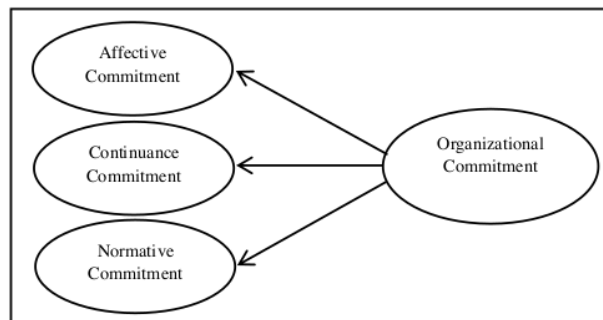 Affective
Commitment
Continuance
Commitment
Organizational
Commitment
Normative
Commitment